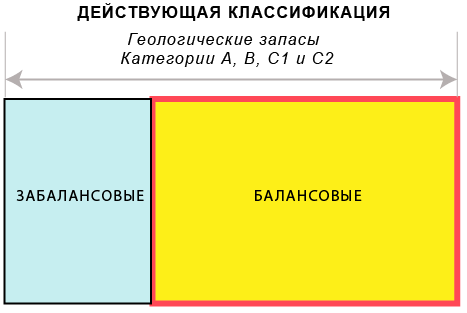 ДЕЙСТВУЮЩАЯ КЛАССИФИКАЦИЯ
Геологические запасы
Категории А, В, С1 и С2
ЗАБАЛАНСОВЫЕ
БАЛАНСОВЫЕ